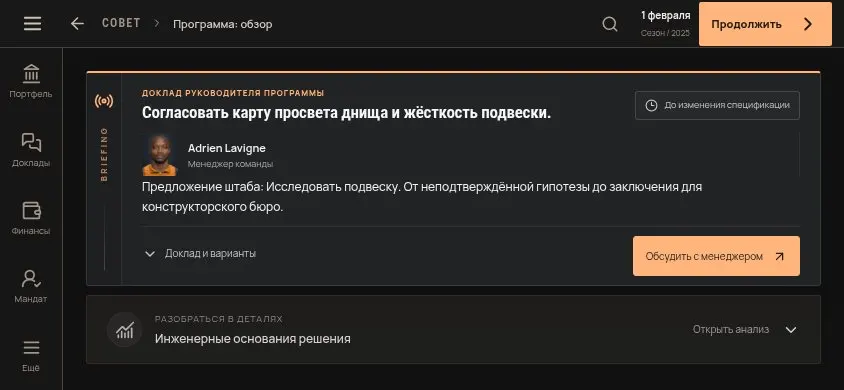 СОВЕТ
Программа: обзор
1 февраля
Сезон / 2025
Продолжить
Портфель
Доклады
Финансы
Мандат
Ещё
BRIEFING
ДОКЛАД РУКОВОДИТЕЛЯ ПРОГРАММЫ
Согласовать карту просвета днища и жёсткость подвески.
До изменения спецификации
Adrien Lavigne
Менеджер команды
Предложение штаба: Исследовать подвеску. От неподтверждённой гипотезы до заключения для
конструкторского бюро.
Доклад и варианты
Обсудить с менеджером
РАЗОБРАТЬСЯ В ДЕТАЛЯХ
Инженерные основания решения
Открыть анализ